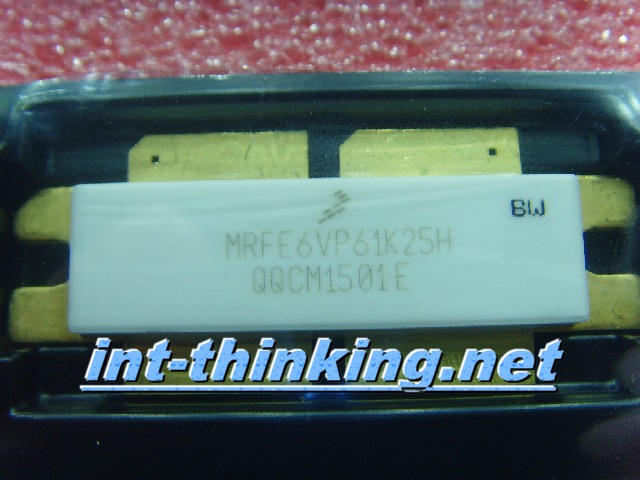 BW
MRFE6VP61K25H
QQCM1501E
int-thinking.net